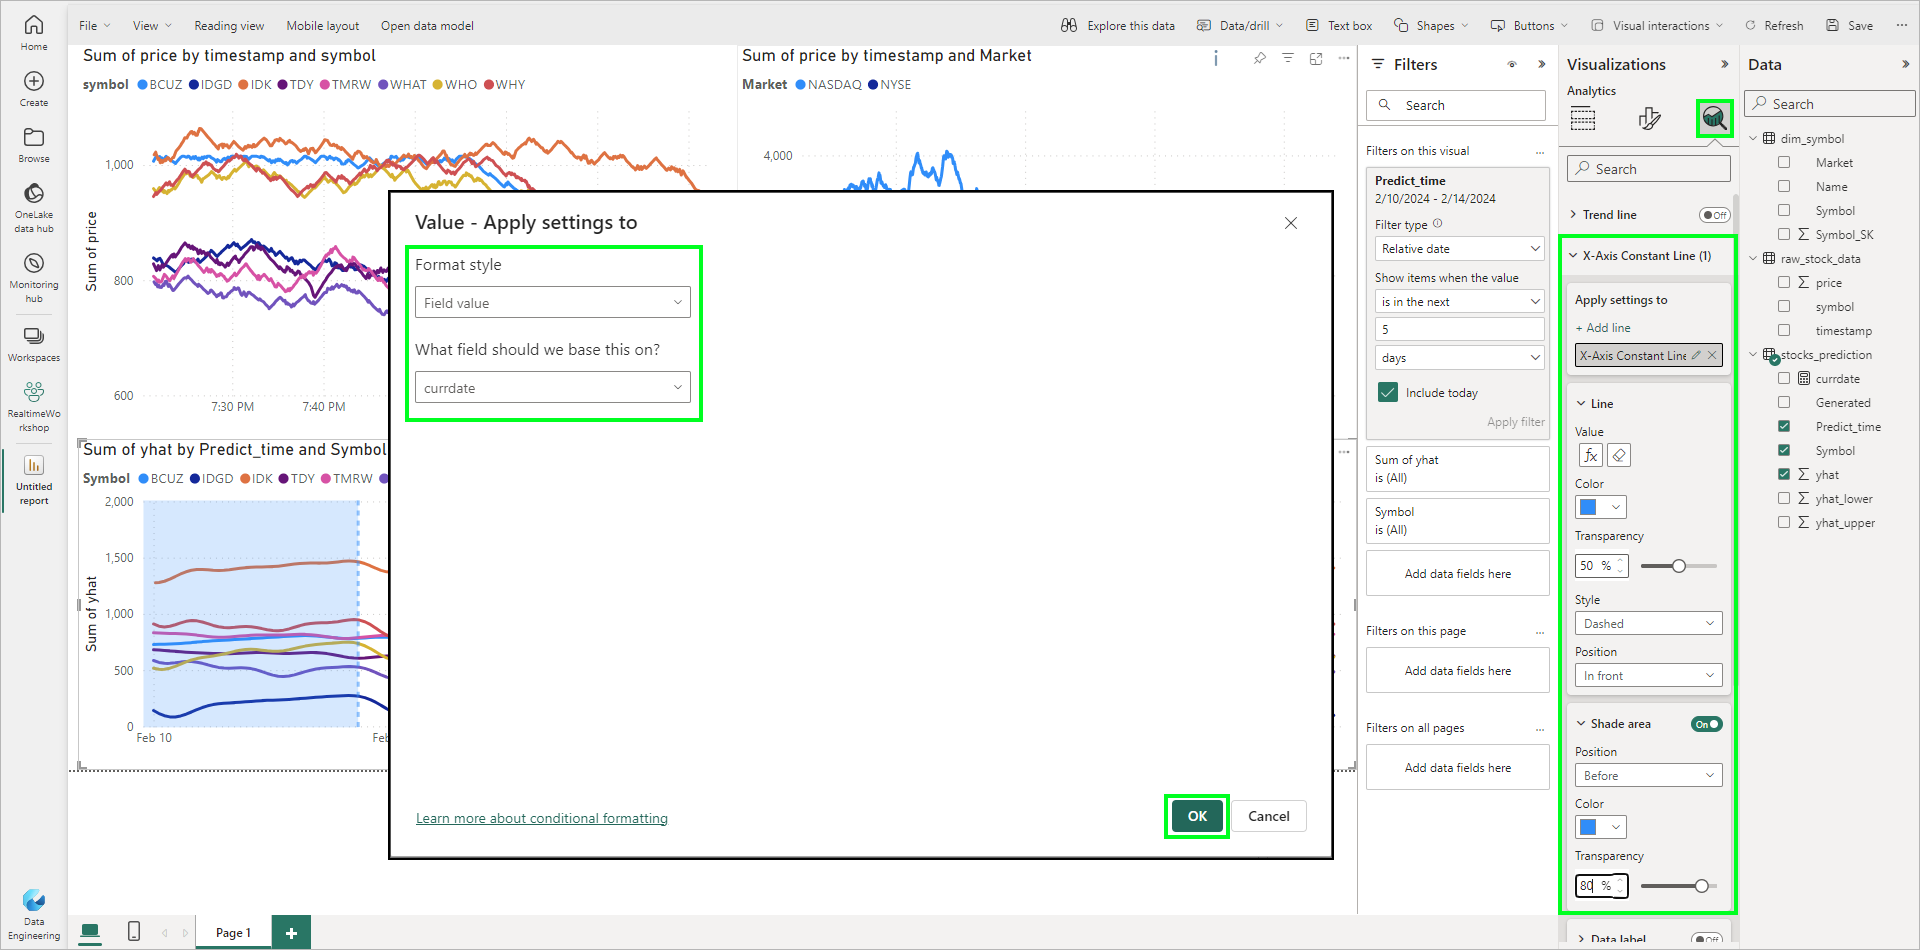 Home
Create
Browse
OneLake
data hub
Monitoring
hub
Workspaces
RealtimeWo
rkshop
Untitled
report
Data
Engineering
File
View
Reading view
Mobile layout
Open data model
Explore this data
Data/drill
Text box
Shapes
Buttons
Visual interactions
Refresh
Save
Sum of price by timestamp and symbol
symbol BCUZ IDGD IDK TDY TMRW WHAT WHO WHY
Sum of price
1,000
800
600
7:30 PM 7:40 PM
Sum of price by timestamp and Market
Market NASDAQ NYSE
4,000
Sum of yhat by Predict_time and Symbol
Symbol BCUZ IDGD IDK TDY TMRW
Sum of yhat
2,000
1,500
1,000
500
0
Feb 10
Value - Apply settings to
Format style
Field value
What field should we base this on?
currdate
Learn more about conditional formatting
OK
Cancel
Filters
Search
Filters on this visual
Predict_time
2/10/2024 - 2/14/2024
Filter type
Relative date
Show items when the value
is in the next
5
days
Include today
Apply filter
Sum of yhat
is (All)
Symbol
is (All)
Add data fields here
Filters on this page
Add data fields here
Filters on all pages
Add data fields here
Visualizations
Analytics
Search
Trend line Off
X-Axis Constant Line (1)
Apply settings to
+ Add line
X-Axis Constant Line
Line
Value
fx
Color
Transparency
50 %
Style
Dashed
Position
In front
Shade area On
Position
Before
Color
Transparency
80 %
Data label Off
Data
Search
dim_symbol
Market
Name
Symbol
Symbol_SK
raw_stock_data
price
symbol
timestamp
stocks_prediction
currdate
Generated
Predict_time
Symbol
yhat
yhat_lower
yhat_upper
Page 1